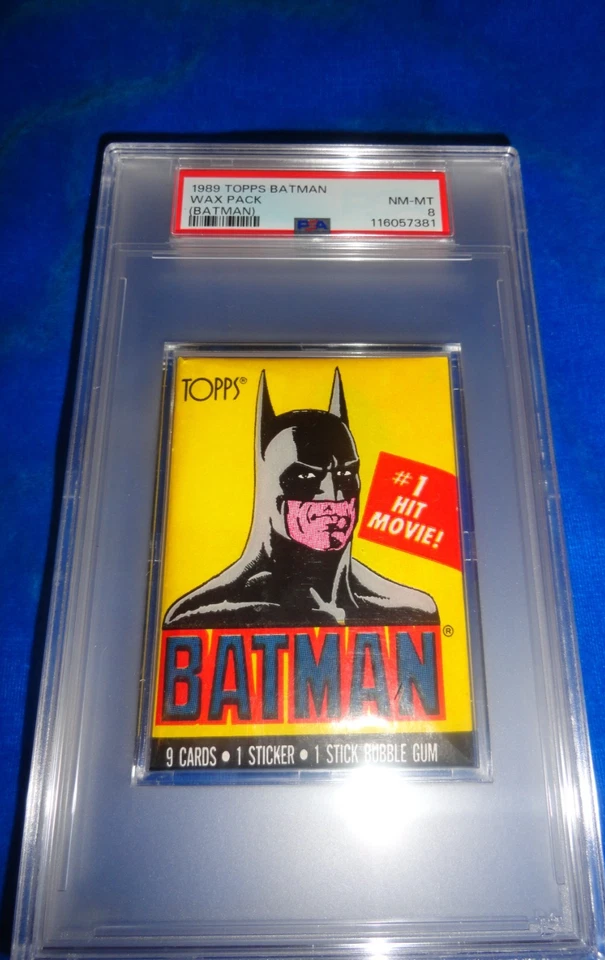 1989 TOPPS BATMAN
WAX PACK
(BATMAN)
NM-MT
8
PSA
116057381
TOPPS®
#1
HIT
MOVIE!
BATMAN®
9 CARDS • 1 STICKER • 1 STICK BUBBLE GUM